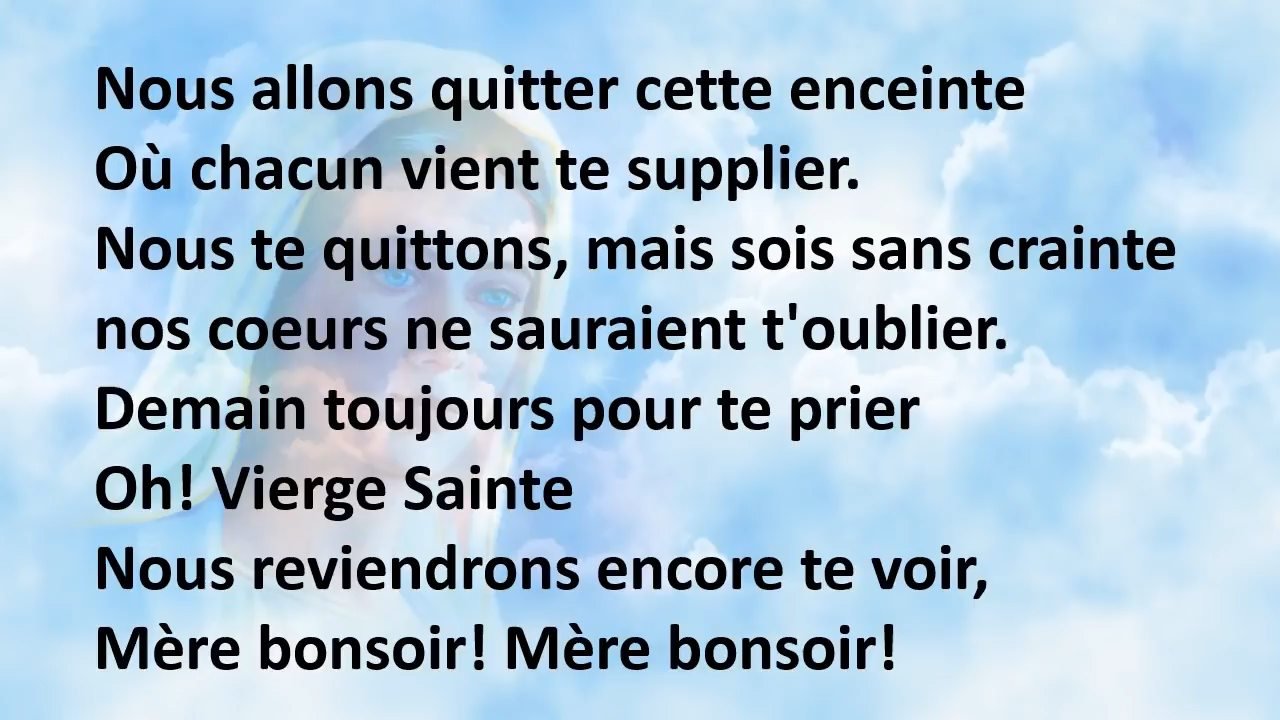 Nous allons quitter cette enceinte
Où chacun vient te supplier.
Nous te quittons, mais sois sans crainte
nos coeurs ne sauraient t'oublier.
Demain toujours pour te prier
Oh! Vierge Sainte
Nous reviendrons encore te voir,
Mère bonsoir! Mère bonsoir!